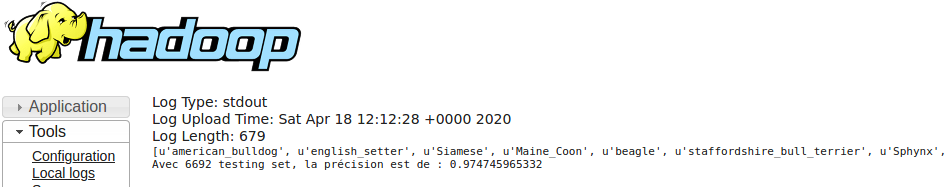 hadoop
Application
Tools
Configuration
Local logs
Log Type: stdout
Log Upload Time: Sat Apr 18 12:12:28 +0000 2020
Log Length: 679
[u'american_bulldog', u'english_setter', u'Siamese', u'Maine_Coon', u'beagle', u'staffordshire_bull_terrier', u'Sphynx',
Avec 6692 testing set, la précision est de : 0.974745965332